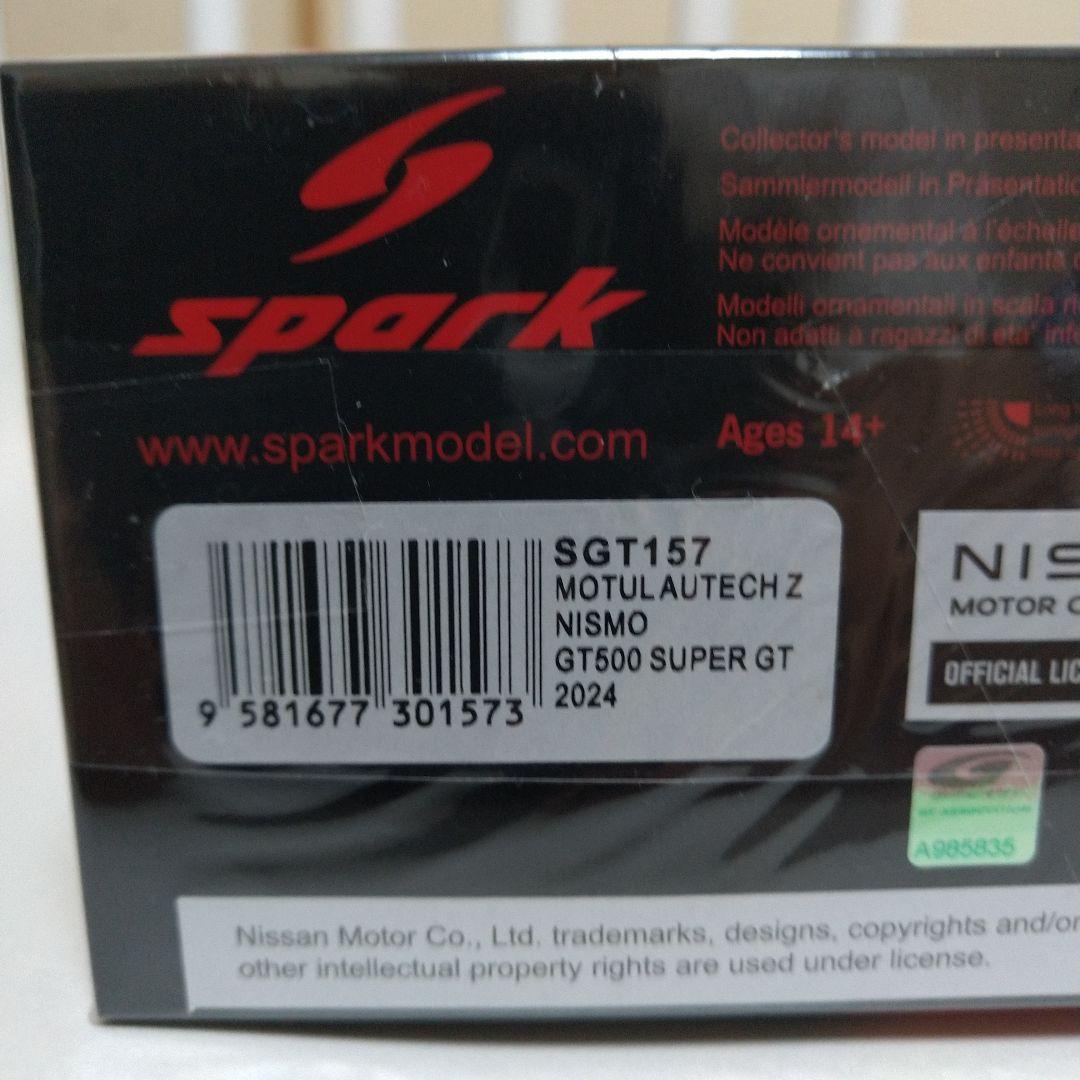 spark
www.sparkmodel.com
Collector's model in presenta
Sammlermodell in Präsentatio
Modèle ornemental à l'échelle
Ne convient pas aux enfants
Modelli ornamentali in scala
Non adatti a ragazzi di eta' inf
Ages 14+
SGT157
MOTUL AUTECH Z
NISMO
GT500 SUPER GT
2024
9 581677 301573
NIS
MOTOR
OFFICIAL LIC
A985835
Nissan Motor Co., Ltd. trademarks, designs, copyrights and/or
other intellectual property rights are used under license.